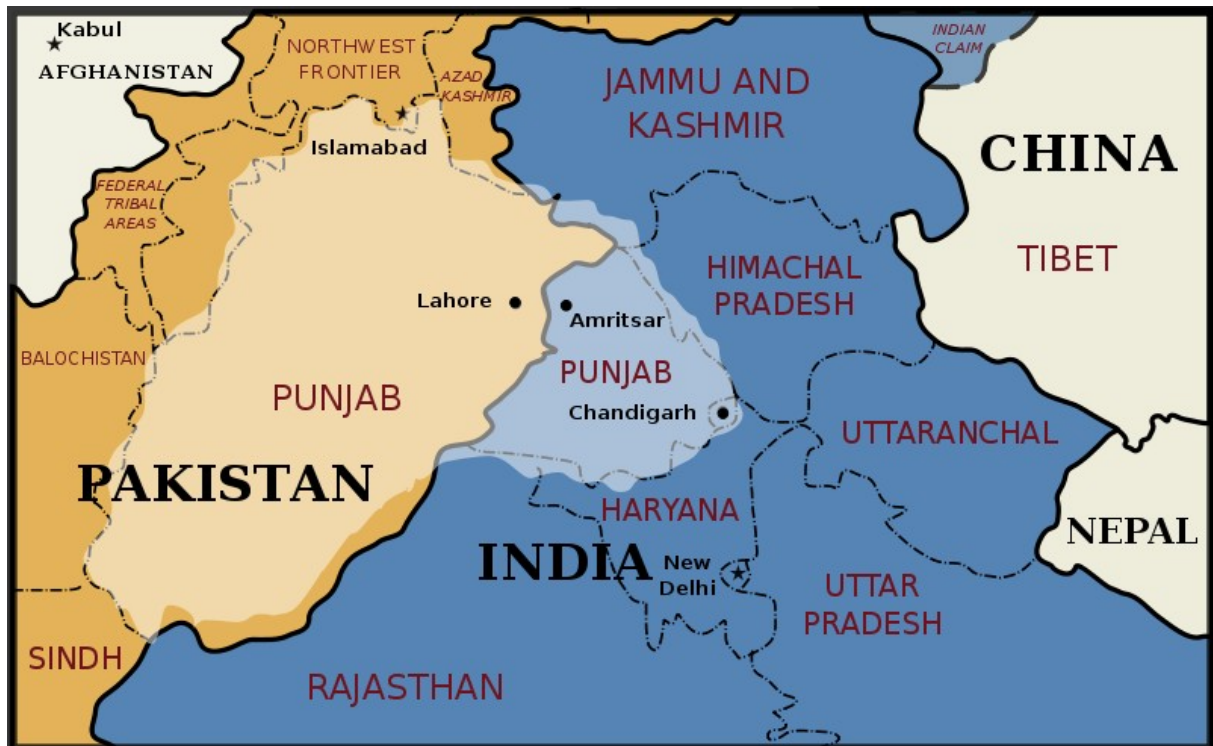 Kabul
AFGHANISTAN
NORTHWEST
FRONTIER
AZAD
KASHMIR
INDIAN
CLAIM
JAMMU AND
KASHMIR
CHINA
Islamabad
FEDERAL
TRIBAL
AREAS
TIBET
HIMACHAL
PRADESH
Lahore
Amritsar
BALOCHISTAN
PUNJAB
PUNJAB
Chandigarh
UTTARANCHAL
PAKISTAN
HARYANA
NEPAL
INDIA
New
Delhi
UTTAR
PRADESH
SINDH
RAJASTHAN